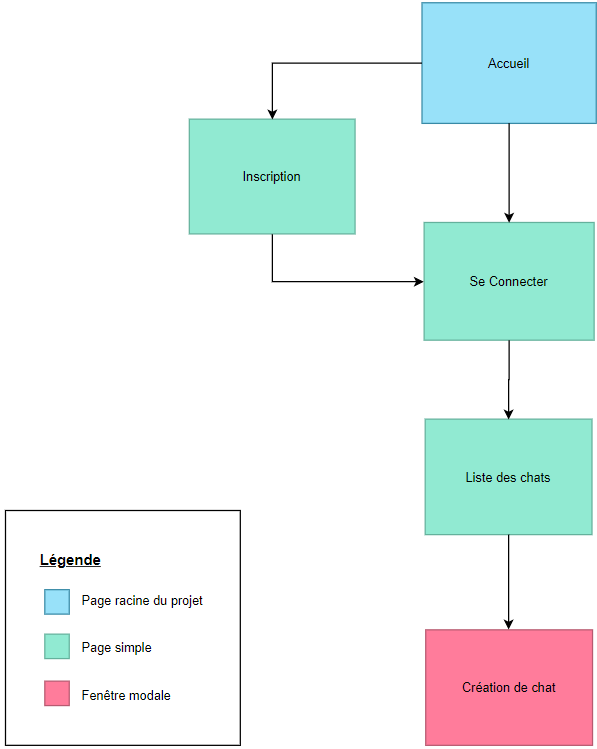 Accueil
Inscription
Se Connecter
Liste des chats
Création de chat
Légende
Page racine du projet
Page simple
Fenêtre modale